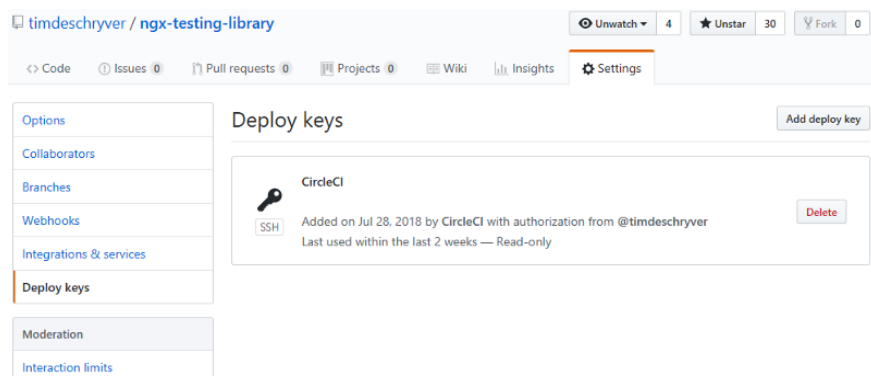 timdeschryver / ngx-testing-library
Unwatch 4 Unstar 30 Fork 0
Code Issues 0 Pull requests 0 Projects 0 Wiki Insights Settings
Options
Collaborators
Branches
Webhooks
Integrations & services
Deploy keys
Moderation
Interaction limits
Deploy keys
Add deploy key
CircleCI
SSH
Added on Jul 28, 2018 by CircleCI with authorization from @timdeschryver
Last used within the last 2 weeks — Read-only
Delete